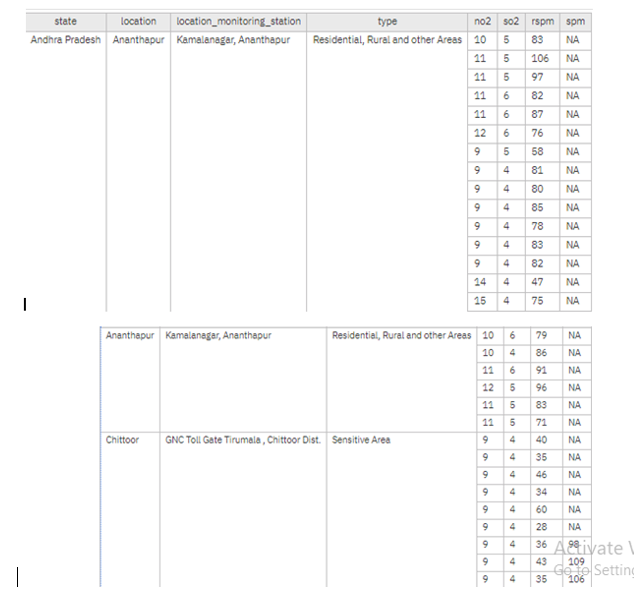 state location location_monitoring_station type no2 so2 rspm spm
Andhra Pradesh Ananthapur Kamalanagar, Ananthapur Residential, Rural and other Areas 10 5 83 NA
11 5 106 NA
11 5 97 NA
11 6 82 NA
11 6 87 NA
12 6 76 NA
9 5 58 NA
9 4 81 NA
9 4 80 NA
9 4 85 NA
9 4 78 NA
9 4 83 NA
9 4 82 NA
14 4 47 NA
15 4 75 NA
Ananthapur Kamalanagar, Ananthapur Residential, Rural and other Areas 10 6 79 NA
10 4 86 NA
11 6 91 NA
12 5 96 NA
11 5 83 NA
11 5 71 NA
Chittoor GNC Toll Gate Tirumala , Chittoor Dist. Sensitive Area 9 4 40 NA
9 4 35 NA
9 4 46 NA
9 4 34 NA
9 4 60 NA
9 4 28 NA
9 4 36 98
9 4 43 109
9 4 35 106
Activate
Go to Setting